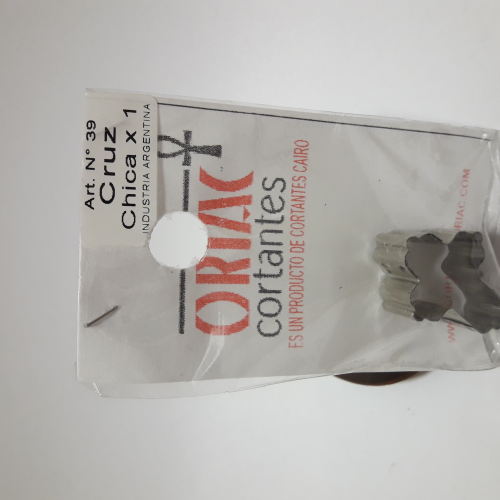 Art. N° 39
Cruz
Chica x 1
INDUSTRIA ARGENTINA
ORIAC
cortantes
ES UN PRODUCTO DE CORTANTES CAIRO